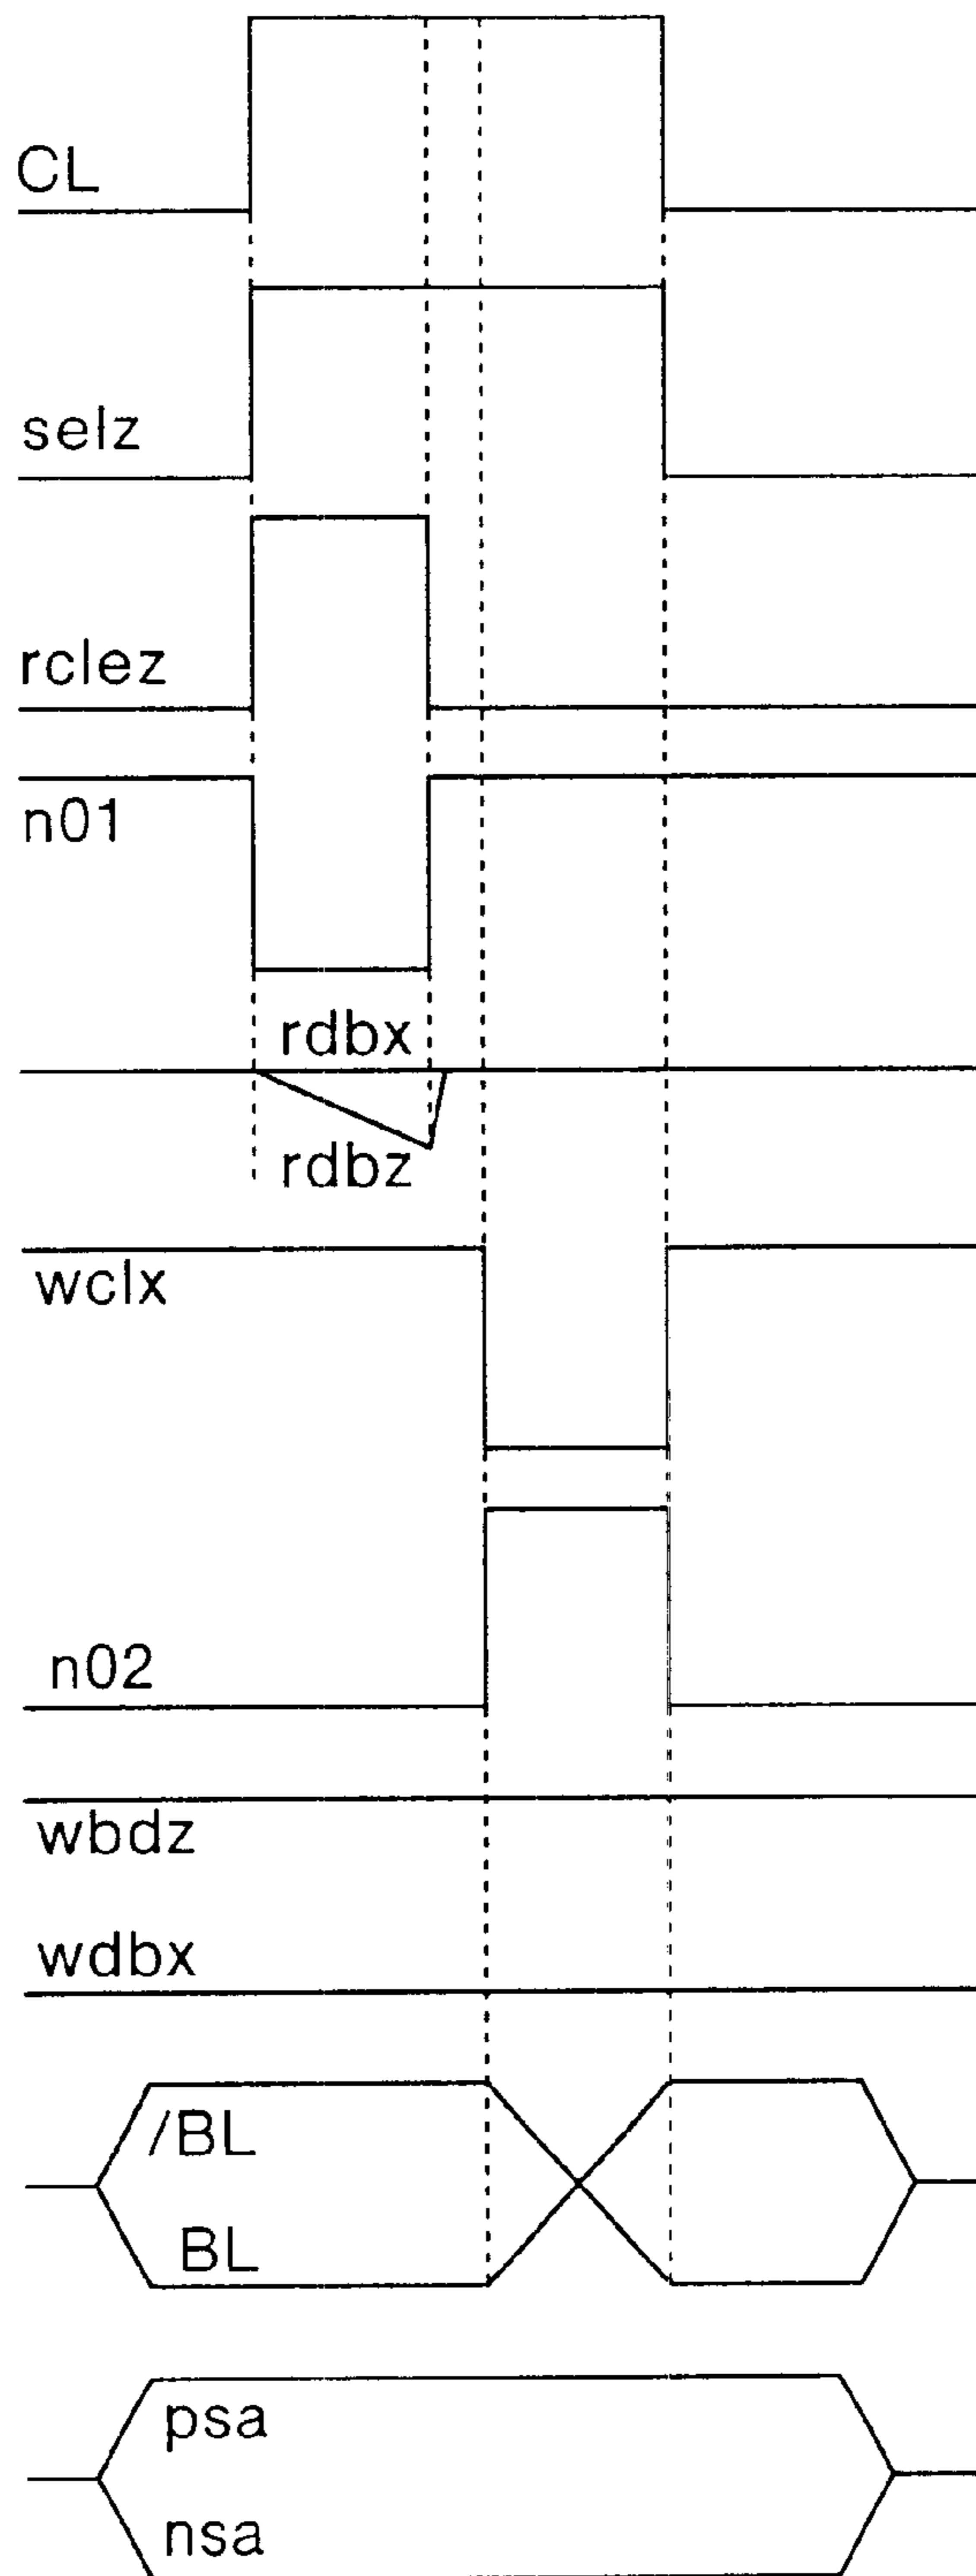 CL
selz
rclez
n01
rdbx
rdbz
wclx
n02
wbdz
wdbx
/BL
BL
psa
nsa